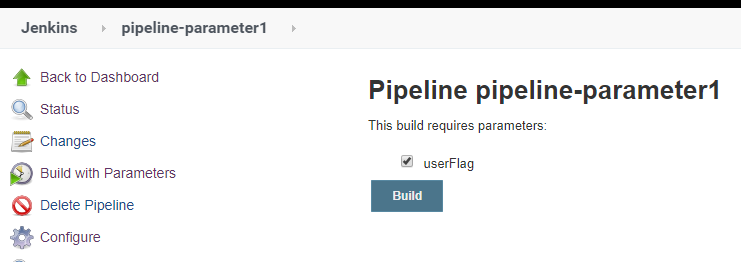 Jenkins pipeline-parameter1
Back to Dashboard
Status
Changes
Build with Parameters
Delete Pipeline
Configure
Pipeline pipeline-parameter1
This build requires parameters:
userFlag
Build